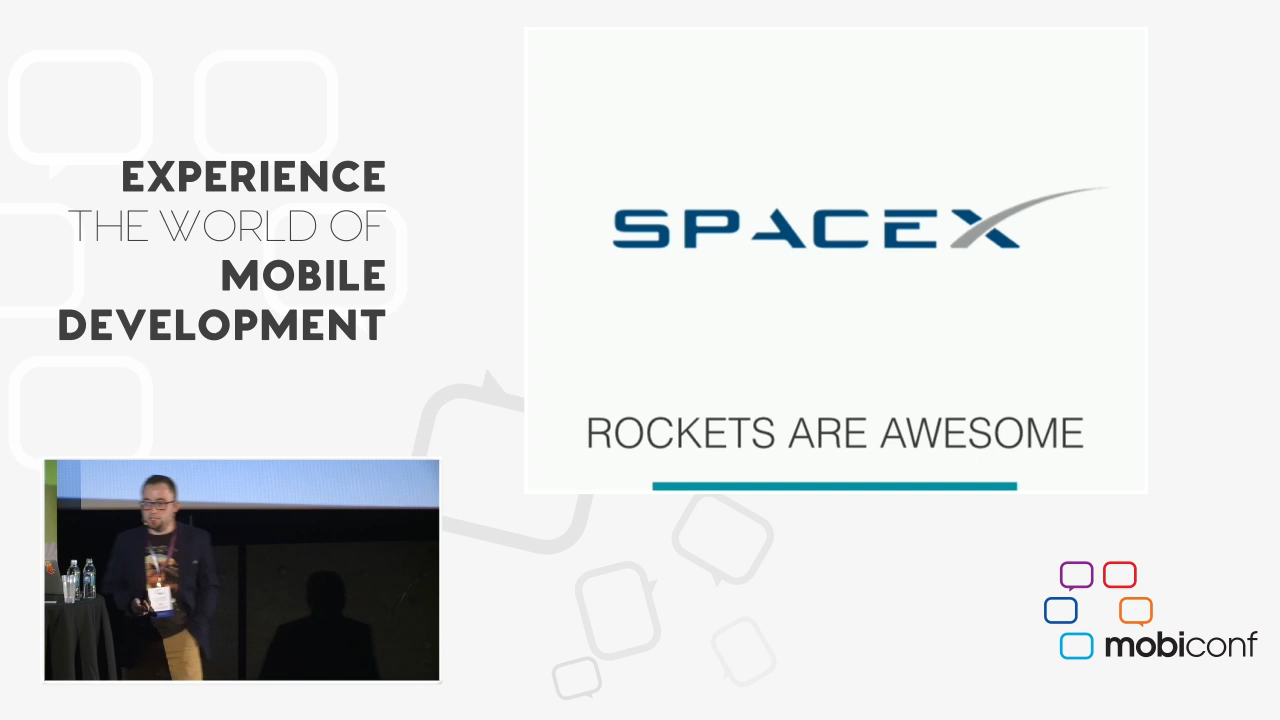 EXPERIENCE
THE WORLD OF
MOBILE
DEVELOPMENT
SPACEX
ROCKETS ARE AWESOME
mobiconf